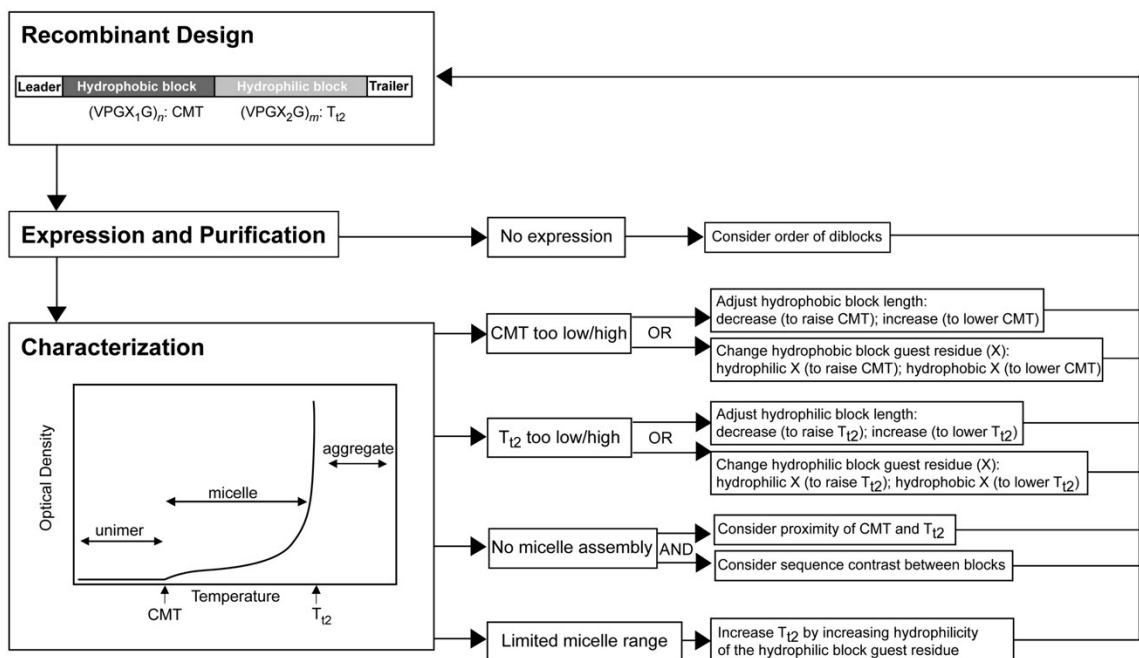 Recombinant Design
Leader Hydrophobic block Hydrophilic block Trailer
(VPGX₁G)ₙ: CMT (VPGX₂G)ₘ: Tₜ₂
Expression and Purification
No expression
Consider order of diblocks
Characterization
Optical Density
unimer
micelle
aggregate
CMT
Temperature
Tₜ₂
CMT too low/high
OR
Adjust hydrophobic block length:
decrease (to raise CMT); increase (to lower CMT)
Change hydrophobic block guest residue (X):
hydrophilic X (to raise CMT); hydrophobic X (to lower CMT)
Tₜ₂ too low/high
OR
Adjust hydrophilic block length:
decrease (to raise Tₜ₂); increase (to lower Tₜ₂)
Change hydrophilic block guest residue (X):
hydrophilic X (to raise Tₜ₂); hydrophobic X (to lower Tₜ₂)
No micelle assembly
AND
Consider proximity of CMT and Tₜ₂
Consider sequence contrast between blocks
Limited micelle range
Increase Tₜ₂ by increasing hydrophilicity
of the hydrophilic block guest residue